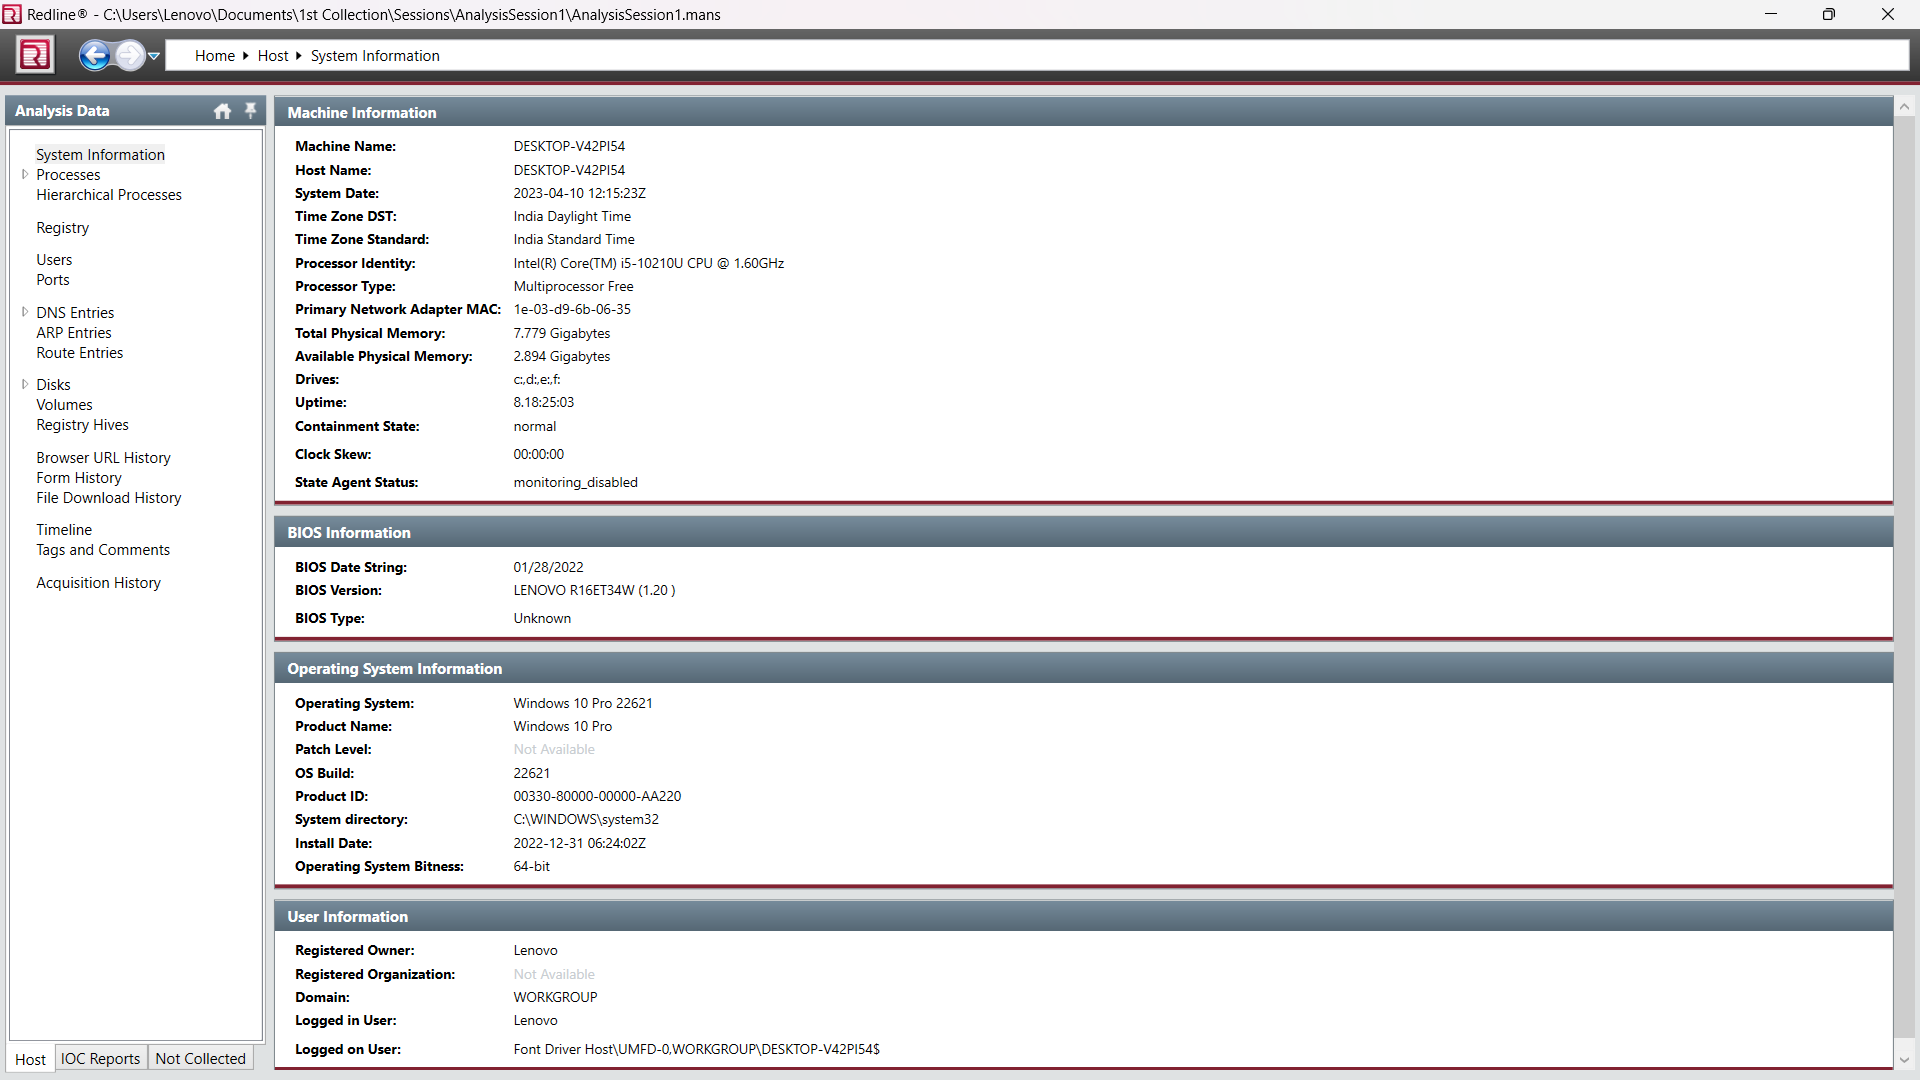 Redline® - C:\Users\Lenovo\Documents\1st Collection\Sessions\AnalysisSession1\AnalysisSession1.mans
Home Host System Information
Analysis Data
System Information
Processes
Hierarchical Processes
Registry
Users
Ports
DNS Entries
ARP Entries
Route Entries
Disks
Volumes
Registry Hives
Browser URL History
Form History
File Download History
Timeline
Tags and Comments
Acquisition History
Host IOC Reports Not Collected
Machine Information
Machine Name: DESKTOP-V42PI54
Host Name: DESKTOP-V42PI54
System Date: 2023-04-10 12:15:23Z
Time Zone DST: India Daylight Time
Time Zone Standard: India Standard Time
Processor Identity: Intel(R) Core(TM) i5-10210U CPU @ 1.60GHz
Processor Type: Multiprocessor Free
Primary Network Adapter MAC: 1e-03-d9-6b-06-35
Total Physical Memory: 7.779 Gigabytes
Available Physical Memory: 2.894 Gigabytes
Drives: c:,d:,e:,f:
Uptime: 8.18:25:03
Containment State: normal
Clock Skew: 00:00:00
State Agent Status: monitoring_disabled
BIOS Information
BIOS Date String: 01/28/2022
BIOS Version: LENOVO R16ET34W (1.20 )
BIOS Type: Unknown
Operating System Information
Operating System: Windows 10 Pro 22621
Product Name: Windows 10 Pro
Patch Level: Not Available
OS Build: 22621
Product ID: 00330-80000-00000-AA220
System directory: C:\WINDOWS\system32
Install Date: 2022-12-31 06:24:02Z
Operating System Bitness: 64-bit
User Information
Registered Owner: Lenovo
Registered Organization: Not Available
Domain: WORKGROUP
Logged in User: Lenovo
Logged on User: Font Driver Host\UMFD-0,WORKGROUP\DESKTOP-V42PI54$